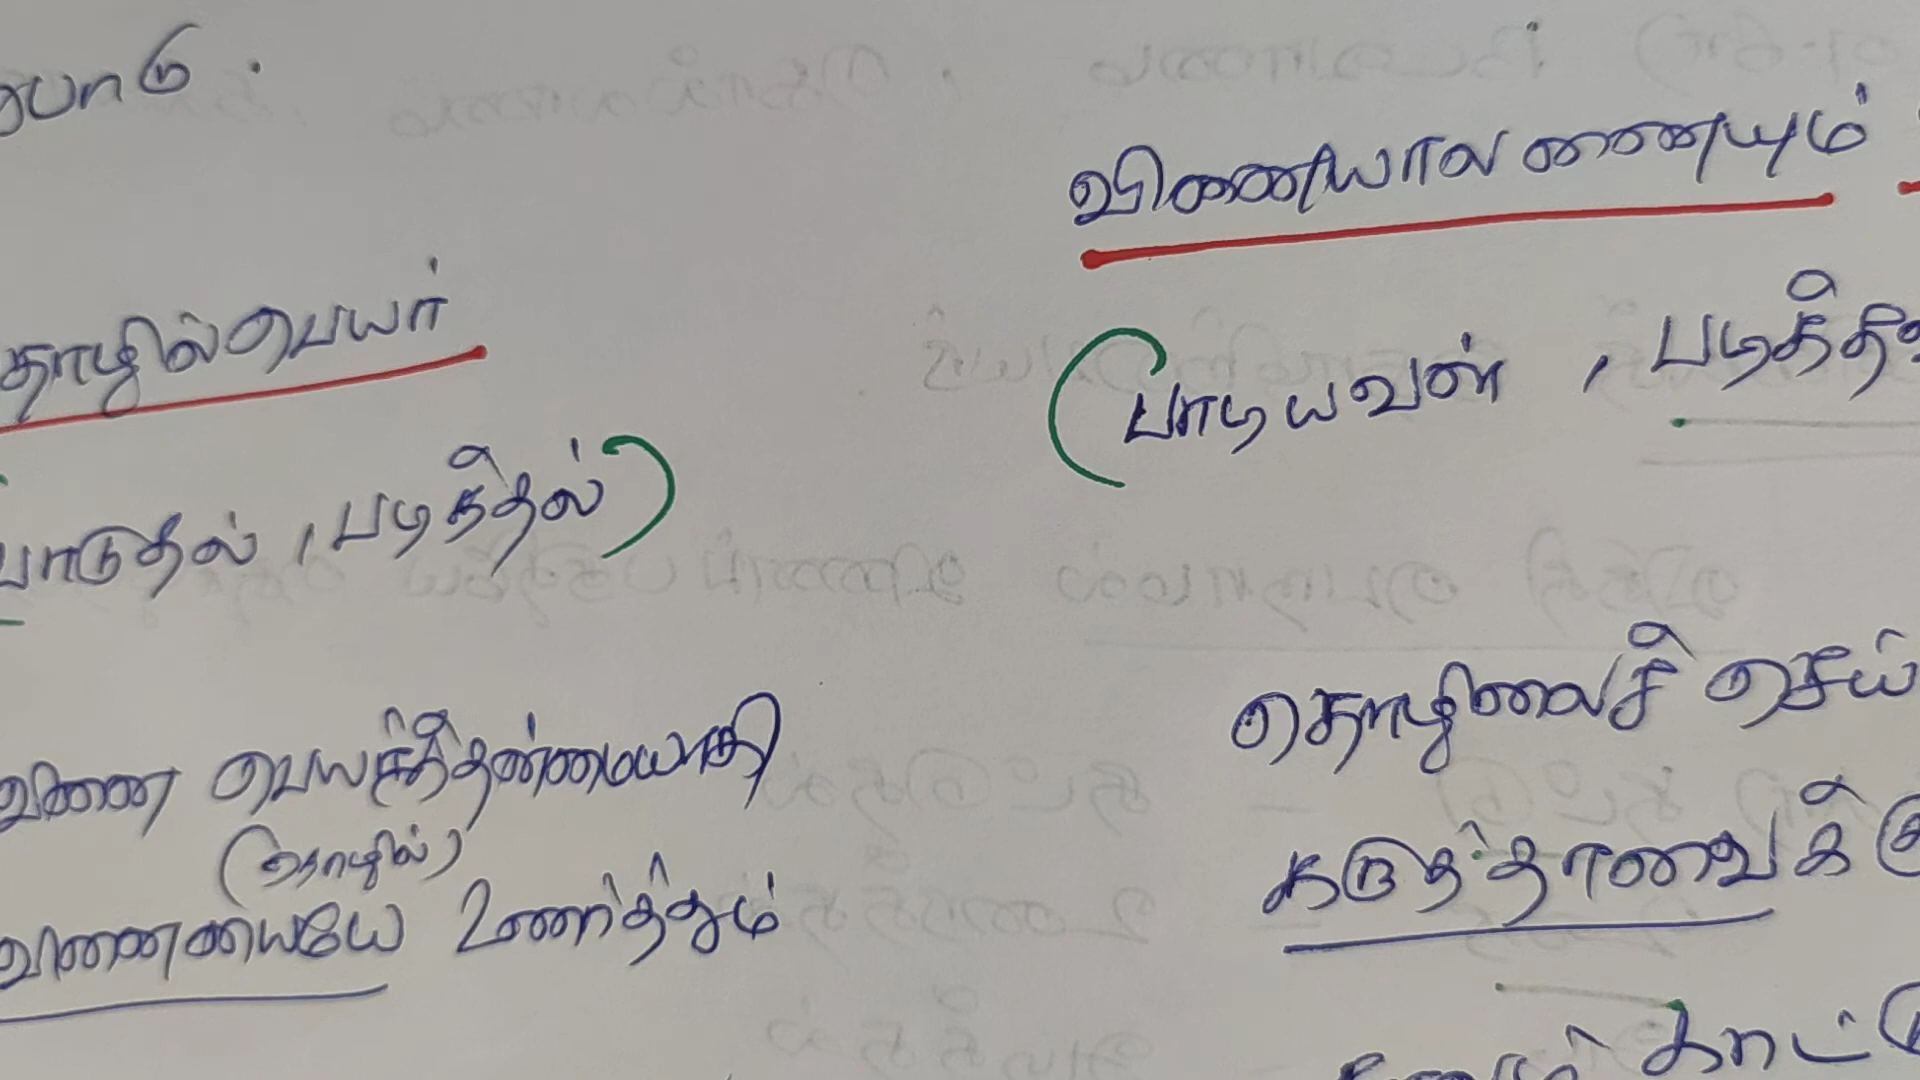 வினையாலணையும்
தொழில்பெயர்
(பாடியவன் , படித்த
பாடுதல் , படித்தல்)
வினை பெயர்த்தன்மையாகி
(தொழில்)
வினையையே உணர்த்தும்
தொழிலைச் செய்
கருத்தாவைக் கு